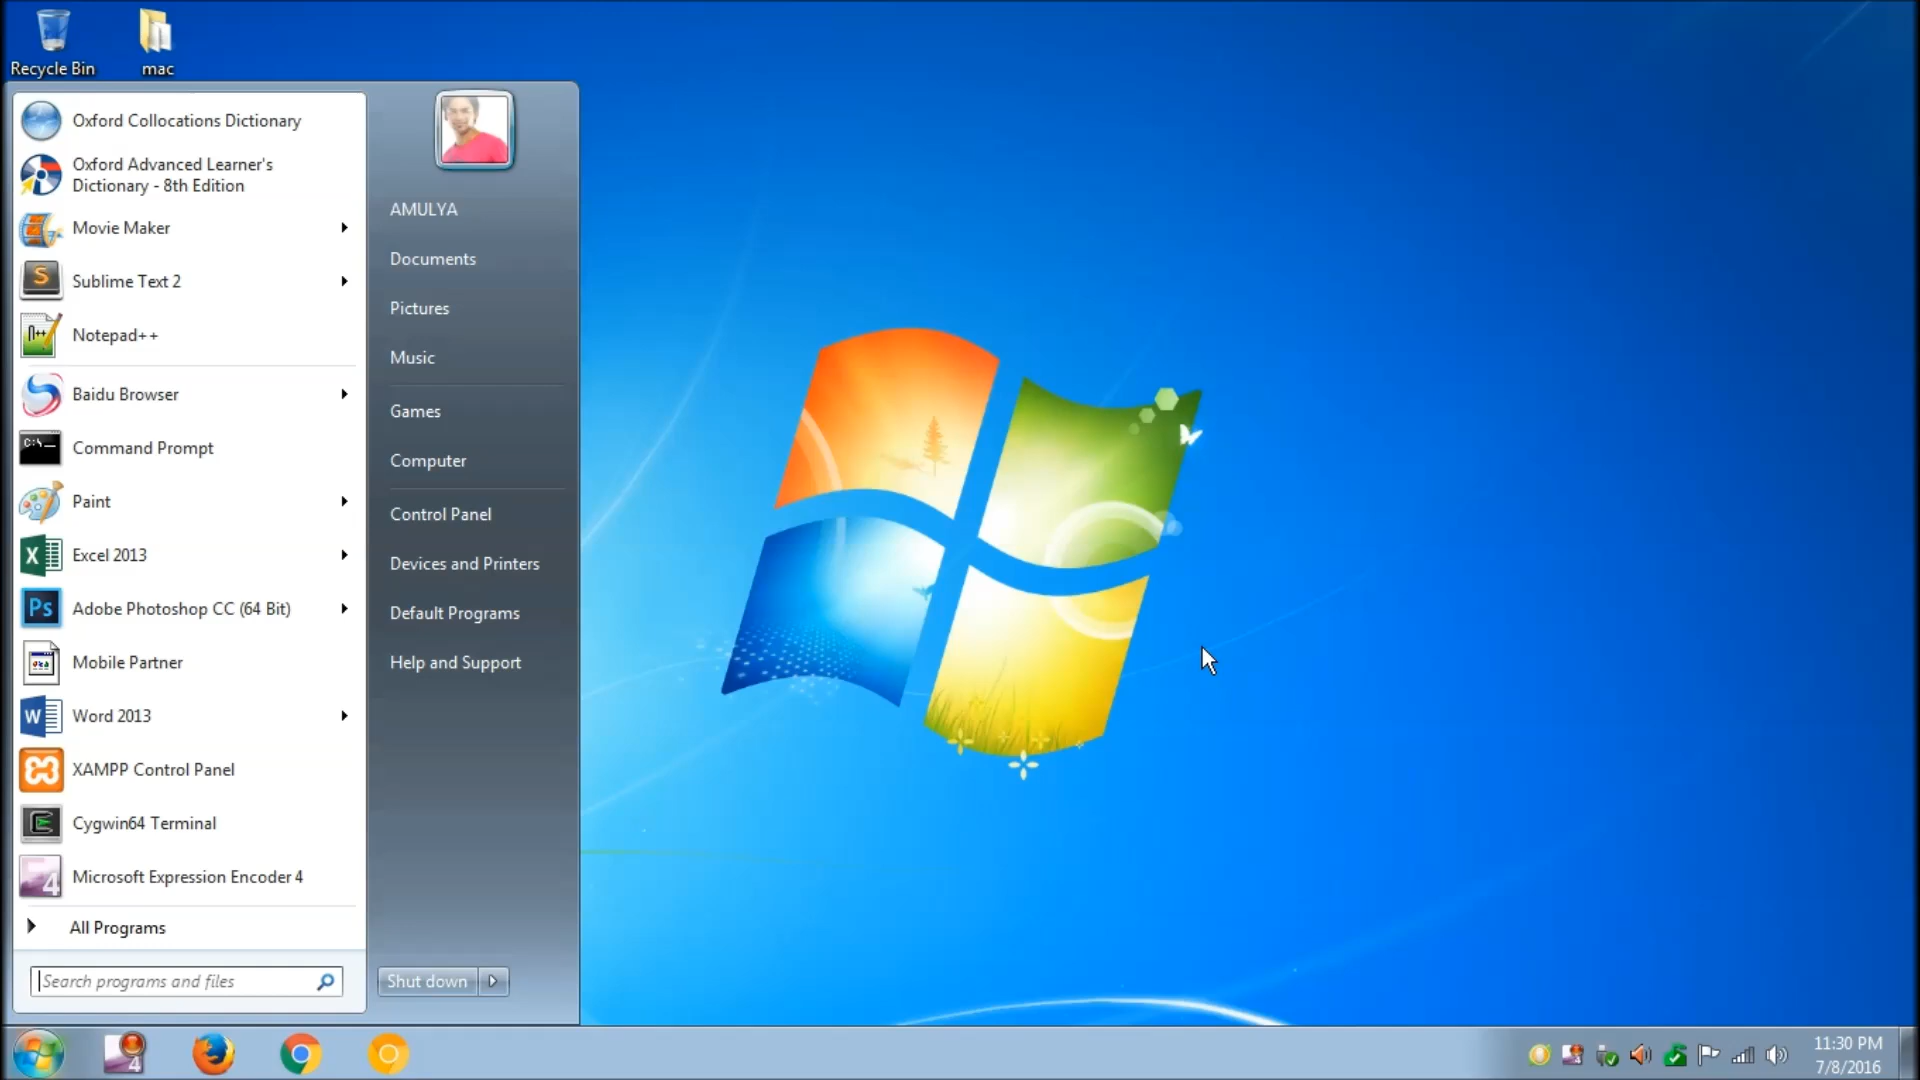 Recycle Bin
mac
Oxford Collocations Dictionary
Oxford Advanced Learner's
Dictionary - 8th Edition
Movie Maker
Sublime Text 2
Notepad++
Baidu Browser
Command Prompt
Paint
Excel 2013
Adobe Photoshop CC (64 Bit)
Mobile Partner
Word 2013
XAMPP Control Panel
Cygwin64 Terminal
Microsoft Expression Encoder 4
All Programs
Search programs and files
AMULYA
Documents
Pictures
Music
Games
Computer
Control Panel
Devices and Printers
Default Programs
Help and Support
Shut down
11:30 PM
7/8/2016